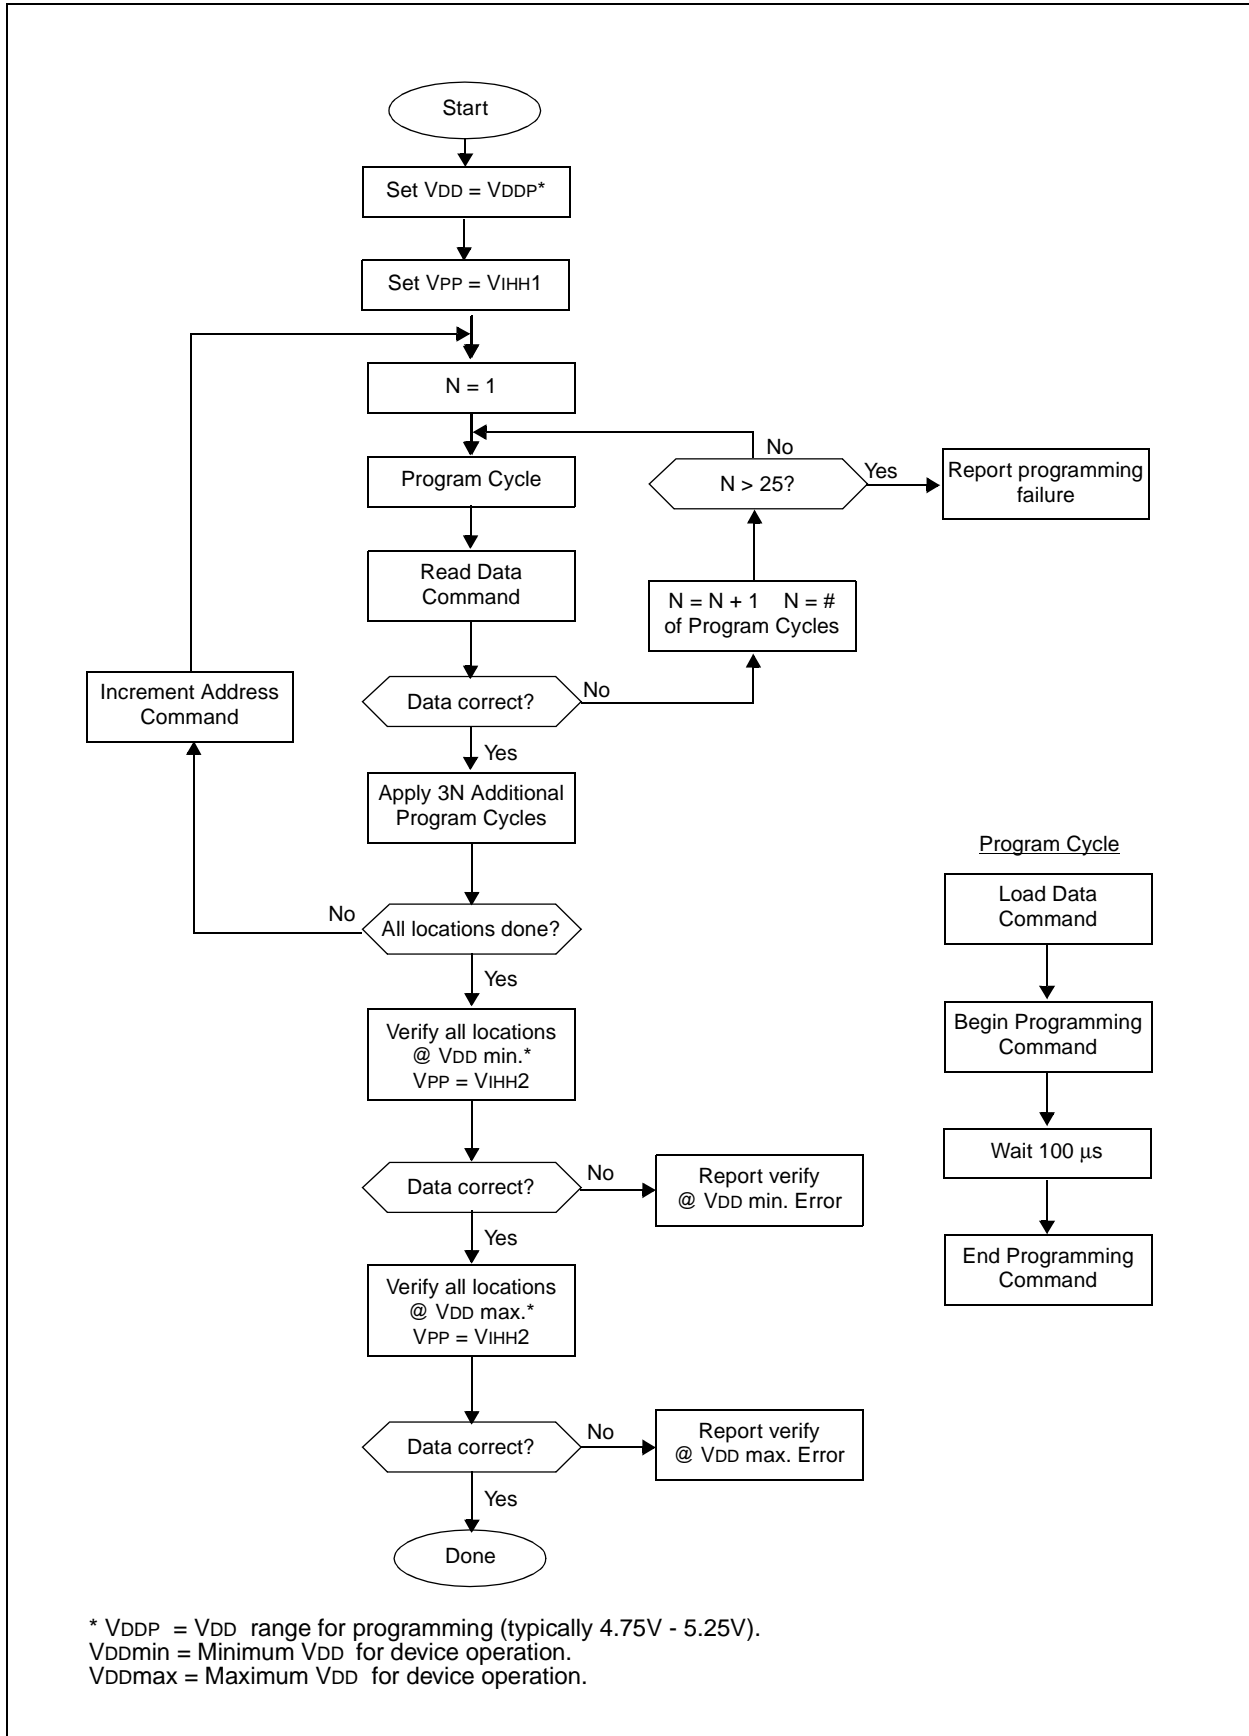 Start
Set VDD = VDDP*
Set VPP = VIHH1
N = 1
Program Cycle
No
N > 25?
Yes
Report programming
failure
Read Data
Command
N = N + 1 N = #
of Program Cycles
Increment Address
Command
Data correct?
No
Yes
Apply 3N Additional
Program Cycles
No
All locations done?
Yes
Verify all locations
@ VDD min.*
VPP = VIHH2
Data correct?
No
Report verify
@ VDD min. Error
Yes
Verify all locations
@ VDD max.*
VPP = VIHH2
Data correct?
No
Report verify
@ VDD max. Error
Yes
Done
Program Cycle
Load Data
Command
Begin Programming
Command
Wait 100 µs
End Programming
Command
* VDDP = VDD range for programming (typically 4.75V - 5.25V).
VDDmin = Minimum VDD for device operation.
VDDmax = Maximum VDD for device operation.